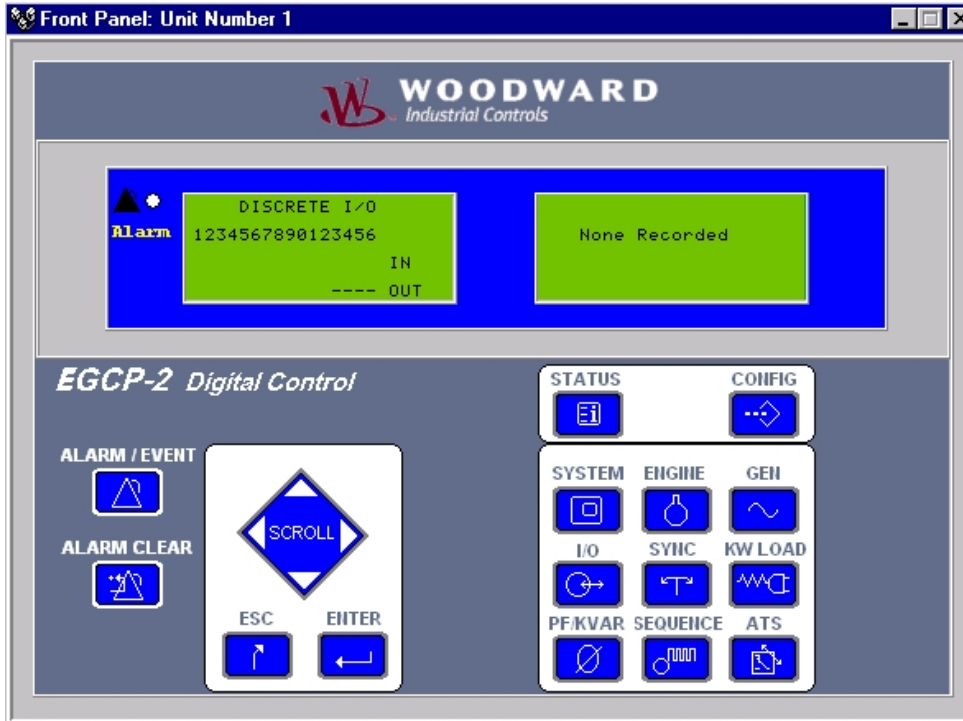 Front Panel: Unit Number 1
WOODWARD
Industrial Controls
Alarm
DISCRETE I/O
1234567890123456
IN
---- OUT
None Recorded
EGCP-2 Digital Control
STATUS
CONFIG
ALARM / EVENT
ALARM CLEAR
SCROLL
ESC
ENTER
SYSTEM
ENGINE
GEN
I/O
SYNC
KW LOAD
PF/KVAR
SEQUENCE
ATS